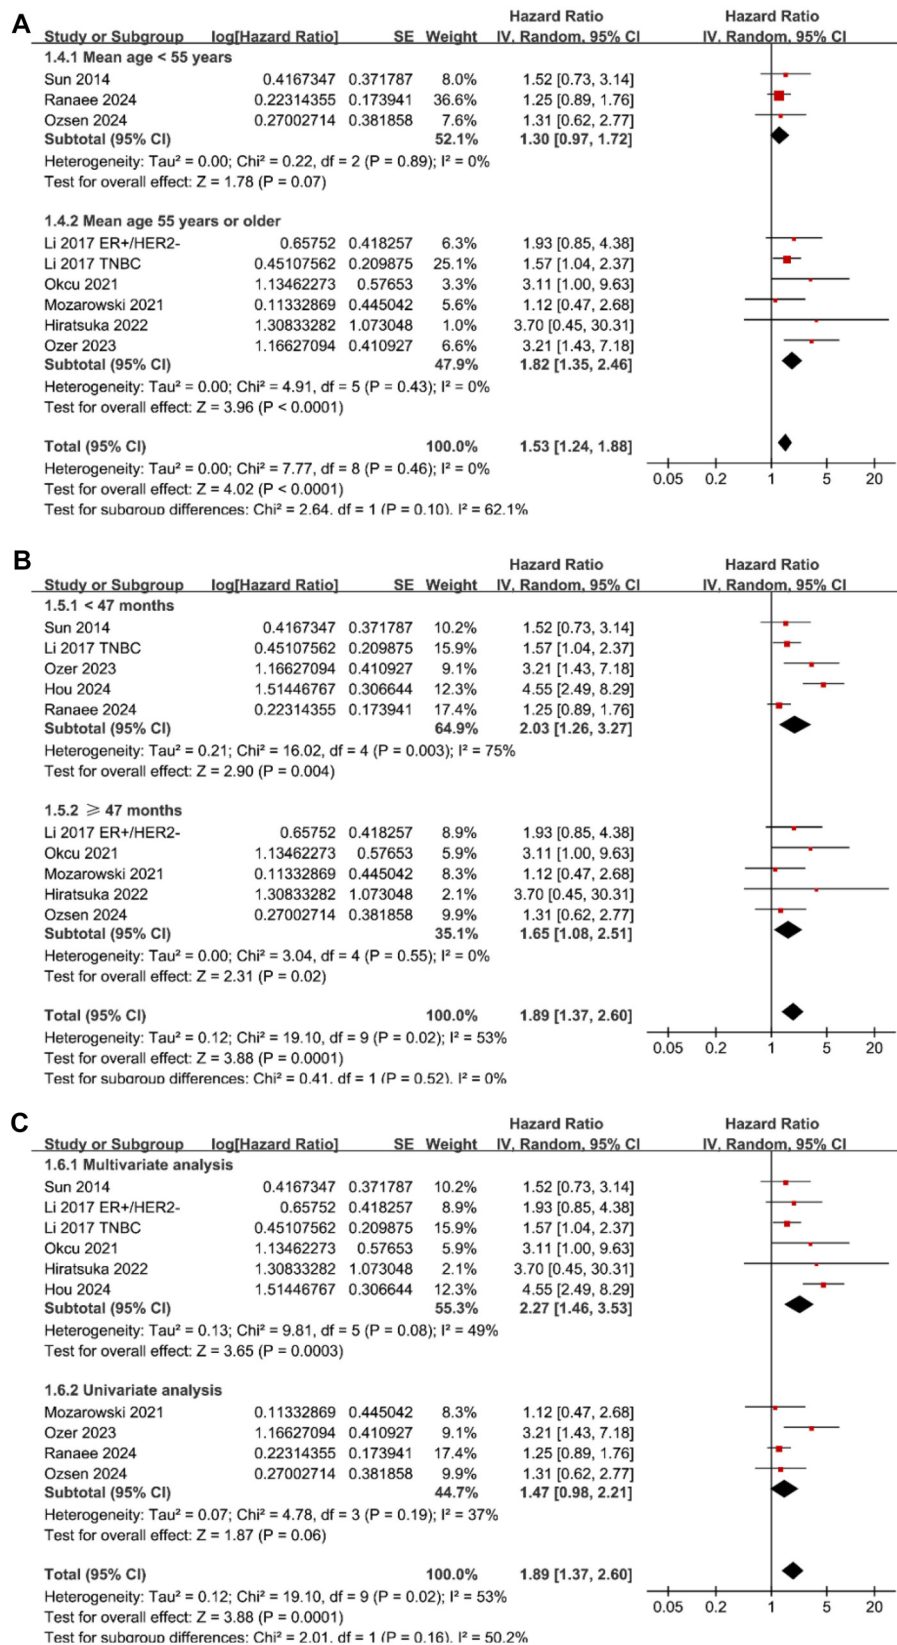 A
Hazard Ratio Hazard Ratio
Study or Subgroup log[Hazard Ratio] SE Weight IV, Random, 95% CI IV, Random, 95% CI
1.4.1 Mean age < 55 years
Sun 2014 0.4167347 0.371787 8.0% 1.52 [0.73, 3.14]
Ranaee 2024 0.22314355 0.173941 36.6% 1.25 [0.89, 1.76]
Ozsen 2024 0.27002714 0.381858 7.6% 1.31 [0.62, 2.77]
Subtotal (95% CI) 52.1% 1.30 [0.97, 1.72]
Heterogeneity: Tau² = 0.00; Chi² = 0.22, df = 2 (P = 0.89); I² = 0%
Test for overall effect: Z = 1.78 (P = 0.07)
1.4.2 Mean age 55 years or older
Li 2017 ER+/HER2- 0.65752 0.418257 6.3% 1.93 [0.85, 4.38]
Li 2017 TNBC 0.45107562 0.209875 25.1% 1.57 [1.04, 2.37]
Okcu 2021 1.13462273 0.57653 3.3% 3.11 [1.00, 9.63]
Mozarowski 2021 0.11332869 0.445042 5.6% 1.12 [0.47, 2.68]
Hiratsuka 2022 1.30833282 1.073048 1.0% 3.70 [0.45, 30.31]
Ozer 2023 1.16627094 0.410927 6.6% 3.21 [1.43, 7.18]
Subtotal (95% CI) 47.9% 1.82 [1.35, 2.46]
Heterogeneity: Tau² = 0.00; Chi² = 4.91, df = 5 (P = 0.43); I² = 0%
Test for overall effect: Z = 3.96 (P < 0.0001)
Total (95% CI) 100.0% 1.53 [1.24, 1.88]
Heterogeneity: Tau² = 0.00; Chi² = 7.77, df = 8 (P = 0.46); I² = 0%
Test for overall effect: Z = 4.02 (P < 0.0001)
Test for subgroup differences: Chi² = 2.64, df = 1 (P = 0.10), I² = 62.1%
0.05 0.2 1 5 20
B
Hazard Ratio Hazard Ratio
Study or Subgroup log[Hazard Ratio] SE Weight IV, Random, 95% CI IV, Random, 95% CI
1.5.1 < 47 months
Sun 2014 0.4167347 0.371787 10.2% 1.52 [0.73, 3.14]
Li 2017 TNBC 0.45107562 0.209875 15.9% 1.57 [1.04, 2.37]
Ozer 2023 1.16627094 0.410927 9.1% 3.21 [1.43, 7.18]
Hou 2024 1.51446767 0.306644 12.3% 4.55 [2.49, 8.29]
Ranaee 2024 0.22314355 0.173941 17.4% 1.25 [0.89, 1.76]
Subtotal (95% CI) 64.9% 2.03 [1.26, 3.27]
Heterogeneity: Tau² = 0.21; Chi² = 16.02, df = 4 (P = 0.003); I² = 75%
Test for overall effect: Z = 2.90 (P = 0.004)
1.5.2 ≥ 47 months
Li 2017 ER+/HER2- 0.65752 0.418257 8.9% 1.93 [0.85, 4.38]
Okcu 2021 1.13462273 0.57653 5.9% 3.11 [1.00, 9.63]
Mozarowski 2021 0.11332869 0.445042 8.3% 1.12 [0.47, 2.68]
Hiratsuka 2022 1.30833282 1.073048 2.1% 3.70 [0.45, 30.31]
Ozsen 2024 0.27002714 0.381858 9.9% 1.31 [0.62, 2.77]
Subtotal (95% CI) 35.1% 1.65 [1.08, 2.51]
Heterogeneity: Tau² = 0.00; Chi² = 3.04, df = 4 (P = 0.55); I² = 0%
Test for overall effect: Z = 2.31 (P = 0.02)
Total (95% CI) 100.0% 1.89 [1.37, 2.60]
Heterogeneity: Tau² = 0.12; Chi² = 19.10, df = 9 (P = 0.02); I² = 53%
Test for overall effect: Z = 3.88 (P = 0.0001)
Test for subgroup differences: Chi² = 0.41, df = 1 (P = 0.52), I² = 0%
0.05 0.2 1 5 20
C
Hazard Ratio Hazard Ratio
Study or Subgroup log[Hazard Ratio] SE Weight IV, Random, 95% CI IV, Random, 95% CI
1.6.1 Multivariate analysis
Sun 2014 0.4167347 0.371787 10.2% 1.52 [0.73, 3.14]
Li 2017 ER+/HER2- 0.65752 0.418257 8.9% 1.93 [0.85, 4.38]
Li 2017 TNBC 0.45107562 0.209875 15.9% 1.57 [1.04, 2.37]
Okcu 2021 1.13462273 0.57653 5.9% 3.11 [1.00, 9.63]
Hiratsuka 2022 1.30833282 1.073048 2.1% 3.70 [0.45, 30.31]
Hou 2024 1.51446767 0.306644 12.3% 4.55 [2.49, 8.29]
Subtotal (95% CI) 55.3% 2.27 [1.46, 3.53]
Heterogeneity: Tau² = 0.13; Chi² = 9.81, df = 5 (P = 0.08); I² = 49%
Test for overall effect: Z = 3.65 (P = 0.0003)
1.6.2 Univariate analysis
Mozarowski 2021 0.11332869 0.445042 8.3% 1.12 [0.47, 2.68]
Ozer 2023 1.16627094 0.410927 9.1% 3.21 [1.43, 7.18]
Ranaee 2024 0.22314355 0.173941 17.4% 1.25 [0.89, 1.76]
Ozsen 2024 0.27002714 0.381858 9.9% 1.31 [0.62, 2.77]
Subtotal (95% CI) 44.7% 1.47 [0.98, 2.21]
Heterogeneity: Tau² = 0.07; Chi² = 4.78, df = 3 (P = 0.19); I² = 37%
Test for overall effect: Z = 1.87 (P = 0.06)
Total (95% CI) 100.0% 1.89 [1.37, 2.60]
Heterogeneity: Tau² = 0.12; Chi² = 19.10, df = 9 (P = 0.02); I² = 53%
Test for overall effect: Z = 3.88 (P = 0.0001)
Test for subgroup differences: Chi² = 2.01, df = 1 (P = 0.16), I² = 50.2%
0.05 0.2 1 5 20